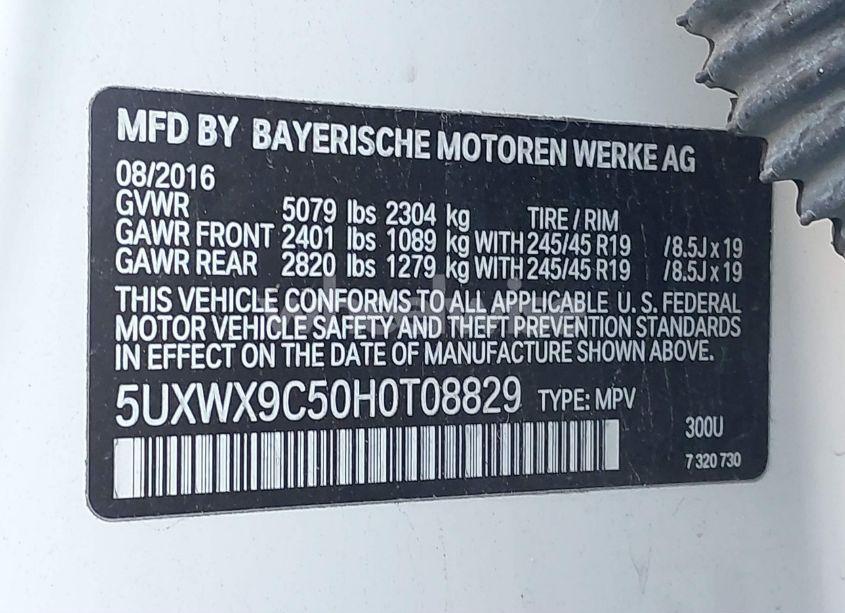 MFD BY BAYERISCHE MOTOREN WERKE AG
08/2016
GVWR 5079 lbs 2304 kg TIRE / RIM
GAWR FRONT 2401 lbs 1089 kg WITH 245/45 R19 /8.5J x 19
GAWR REAR 2820 lbs 1279 kg WITH 245/45 R19 /8.5J x 19
THIS VEHICLE CONFORMS TO ALL APPLICABLE U. S. FEDERAL
MOTOR VEHICLE SAFETY AND THEFT PREVENTION STANDARDS
IN EFFECT ON THE DATE OF MANUFACTURE SHOWN ABOVE.
5UXWX9C50H0T08829 TYPE: MPV
300U
7 320 730